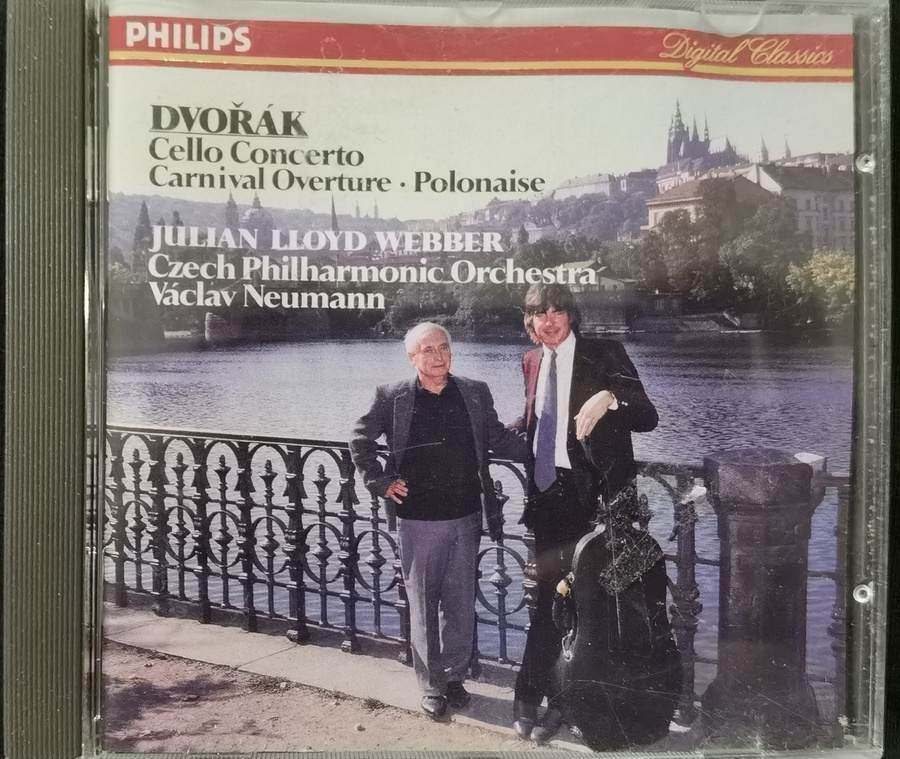 PHILIPS
Digital Classics
DVOŘÁK
Cello Concerto
Carnival Overture · Polonaise
JULIAN LLOYD WEBBER
Czech Philharmonic Orchestra
Václav Neumann